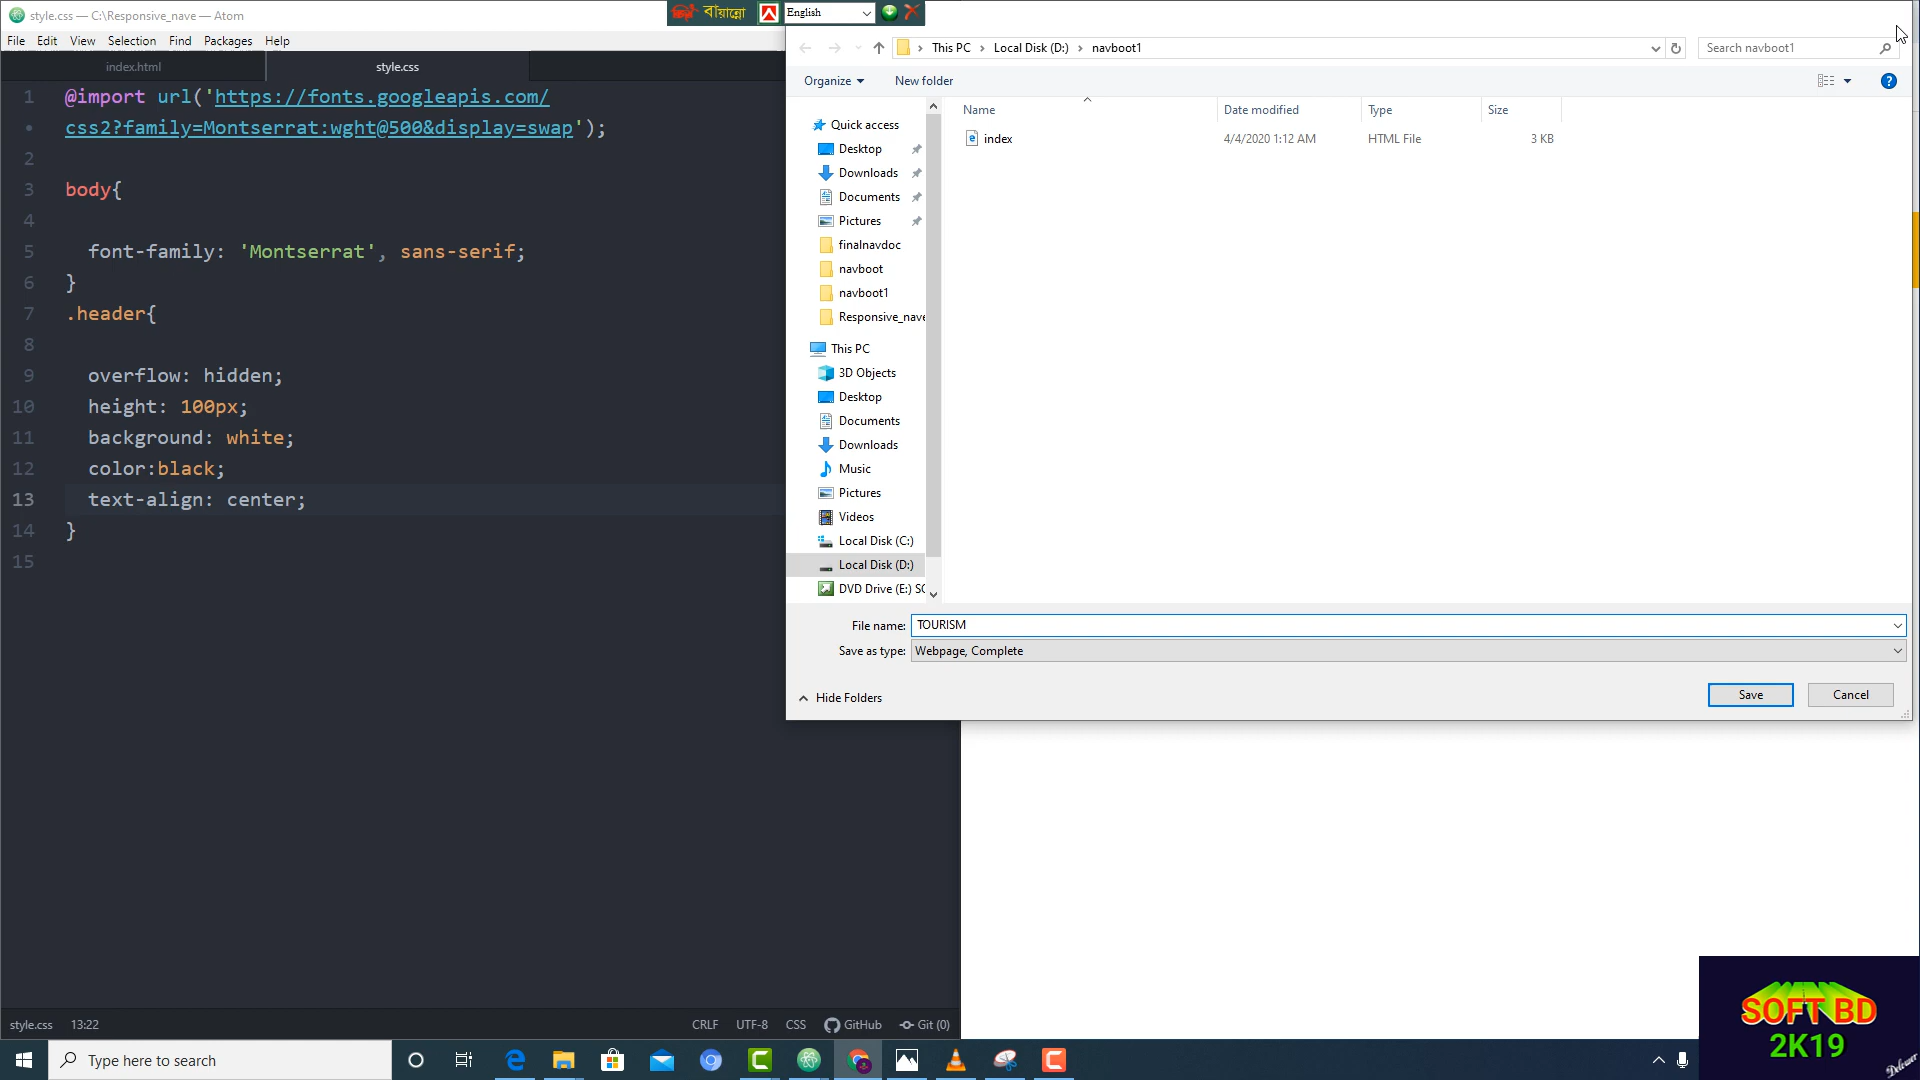 style.css — C:\Responsive_nave — Atom
বায়ান্নো
English
File Edit View Selection Find Packages Help
index.html
style.css
1 @import url('https://fonts.googleapis.com/
• css2?family=Montserrat:wght@500&display=swap');
2
3 body{
4
5 font-family: 'Montserrat', sans-serif;
6 }
7 .header{
8
9 overflow: hidden;
10 height: 100px;
11 background: white;
12 color:black;
13 text-align: center;
14 }
15
This PC › Local Disk (D:) › navboot1
Search navboot1
Organize New folder
Name Date modified Type Size
index 4/4/2020 1:12 AM HTML File 3 KB
Quick access
Desktop
Downloads
Documents
Pictures
finalnavdoc
navboot
navboot1
Responsive_nave
This PC
3D Objects
Desktop
Documents
Downloads
Music
Pictures
Videos
Local Disk (C:)
Local Disk (D:)
DVD Drive (E:) SC
File name: TOURISM
Save as type: Webpage, Complete
Hide Folders
Save
Cancel
style.css 13:22
CRLF UTF-8 CSS GitHub Git (0)
Type here to search
SOFT BD
2K19
Delowar